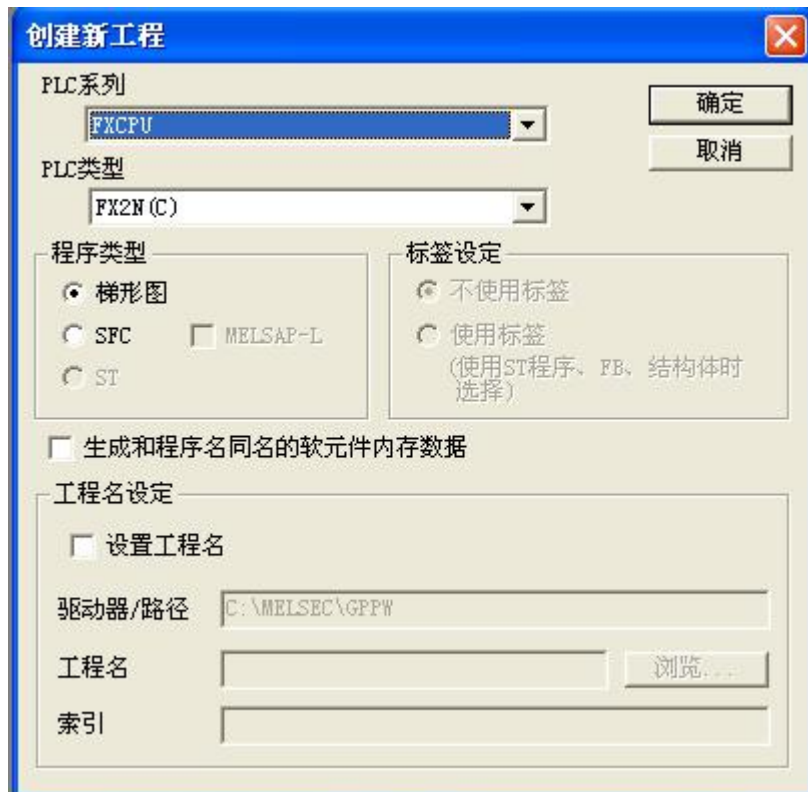 创建新工程
PLC系列
FXCPU
确定
取消
PLC类型
FX2N(C)
程序类型
梯形图
SFC MELSAP-L
ST
标签设定
不使用标签
使用标签
(使用ST程序、FB、结构体时
选择)
生成和程序名同名的软元件内存数据
工程名设定
设置工程名
驱动器/路径 C:\MELSEC\GPPW
工程名 浏览...
索引